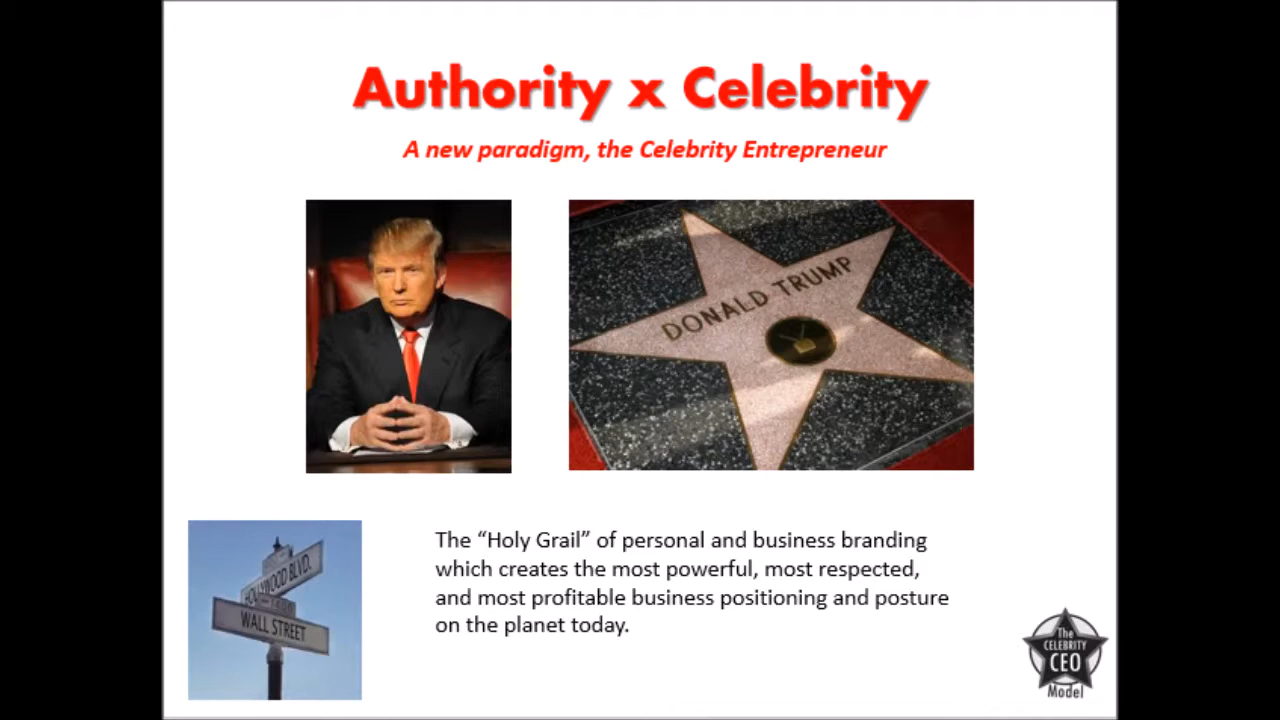 Authority x Celebrity
A new paradigm, the Celebrity Entrepreneur
DONALD TRUMP
HOLLYWOOD BLVD.
WALL STREET
The “Holy Grail” of personal and business branding
which creates the most powerful, most respected,
and most profitable business positioning and posture
on the planet today.
The
CELEBRITY
CEO
Model